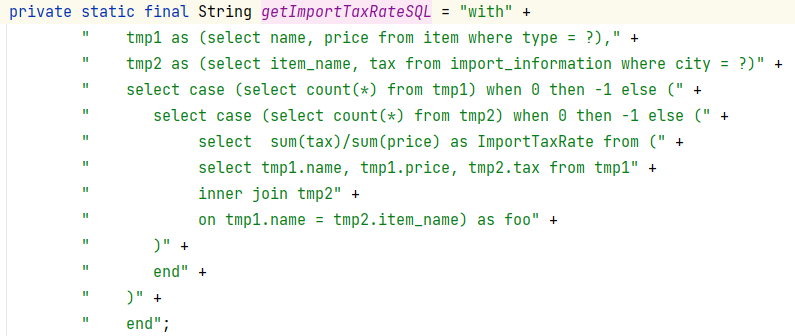 private static final String getImportTaxRateSQL = "with" +
        "    tmp1 as (select name, price from item where type = ?)," +
        "    tmp2 as (select item_name, tax from import_information where city = ?)" +
        "    select case (select count(*) from tmp1) when 0 then -1 else (" +
        "       select case (select count(*) from tmp2) when 0 then -1 else (" +
        "            select  sum(tax)/sum(price) as ImportTaxRate from (" +
        "            select tmp1.name, tmp1.price, tmp2.tax from tmp1" +
        "            inner join tmp2" +
        "            on tmp1.name = tmp2.item_name) as foo" +
        "       )" +
        "       end" +
        "    )" +
        "    end";